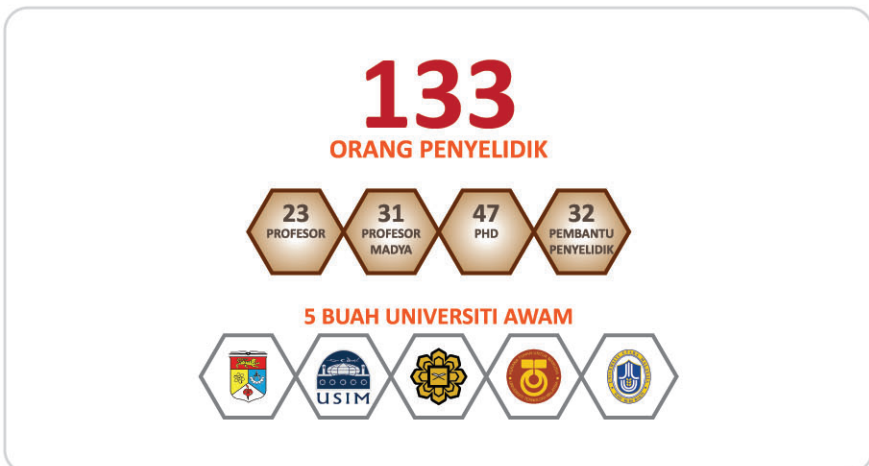 133
ORANG PENYELIDIK
23
PROFESOR
31
PROFESOR
MADYA
47
PHD
32
PEMBANTU
PENYELIDIK
5 BUAH UNIVERSITI AWAM
USIM